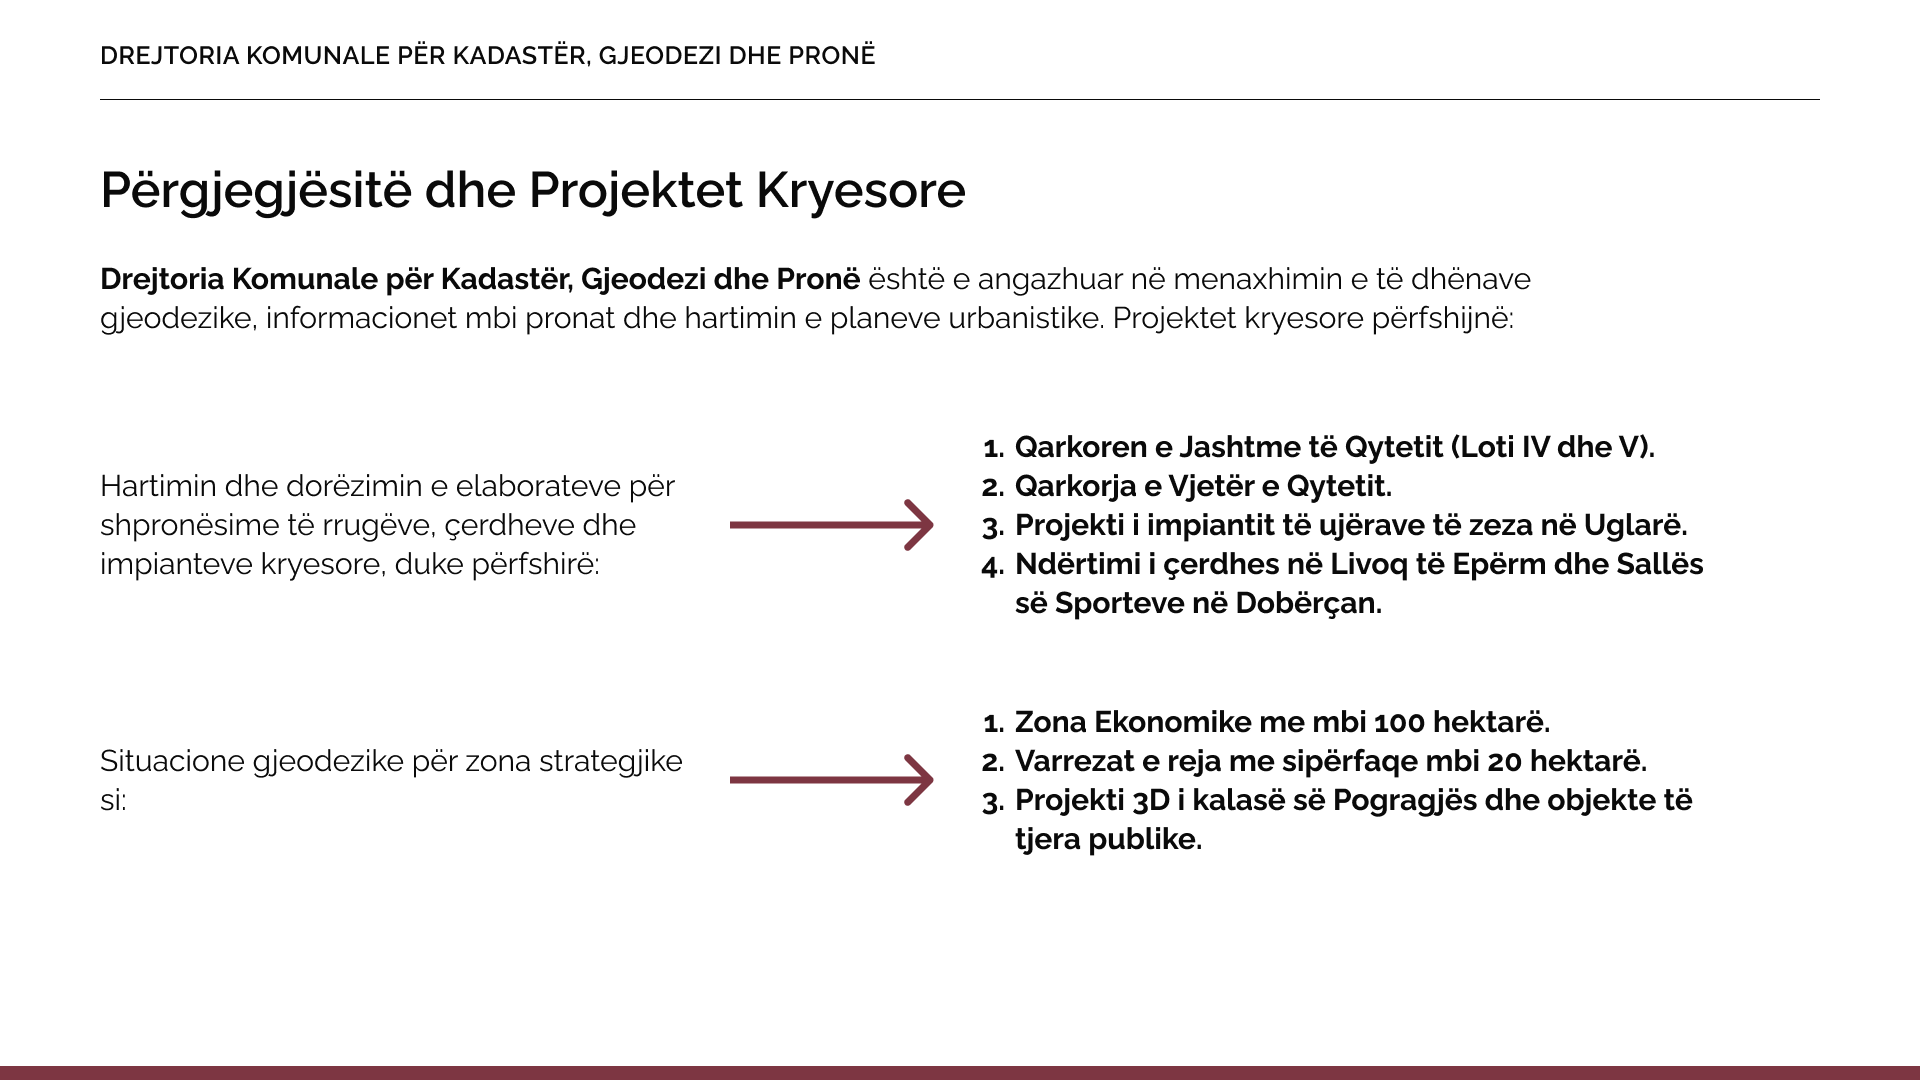 DREJTORIA KOMUNALE PËR KADASTËR, GJEODEZI DHE PRONË
Përgjegjësitë dhe Projektet Kryesore
Drejtoria Komunale për Kadastër, Gjeodezi dhe Pronë është e angazhuar në menaxhimin e të dhënave
gjeodezike, informacionet mbi pronat dhe hartimin e planeve urbanistike. Projektet kryesore përfshijnë:
Hartimin dhe dorëzimin e elaborateve për
shpronësime të rrugëve, çerdheve dhe
impianteve kryesore, duke përfshirë:
1. Qarkoren e Jashtme të Qytetit (Loti IV dhe V).
2. Qarkorja e Vjetër e Qytetit.
3. Projekti i impiantit të ujërave të zeza në Uglarë.
4. Ndërtimi i çerdhes në Livoq të Epërm dhe Sallës
së Sporteve në Dobërçan.
Situacione gjeodezike për zona strategjike
si:
1. Zona Ekonomike me mbi 100 hektarë.
2. Varrezat e reja me sipërfaqe mbi 20 hektarë.
3. Projekti 3D i kalasë së Pogragjës dhe objekte të
tjera publike.